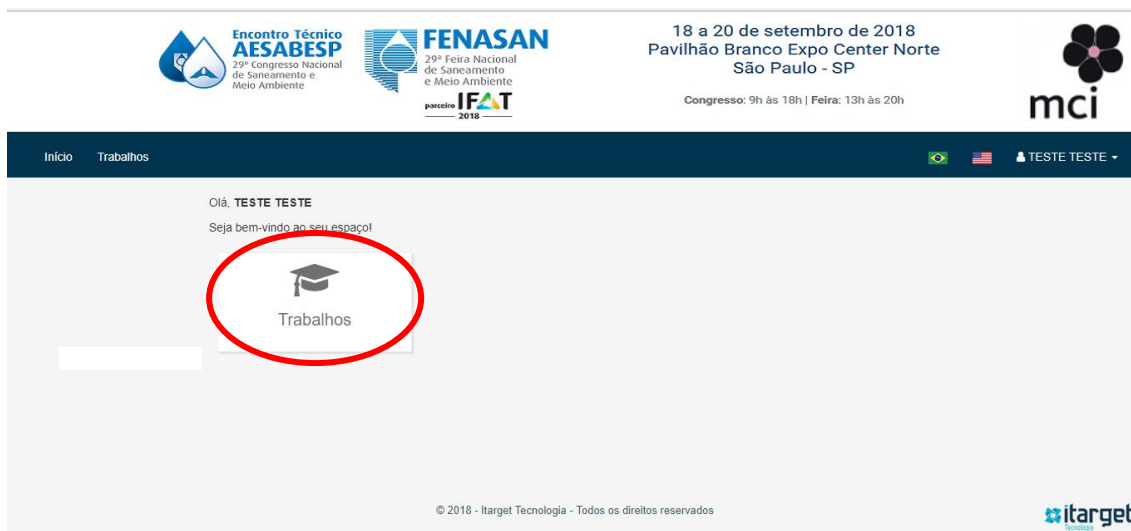 Encontro Técnico
AESABESP
29º Congresso Nacional
de Saneamento e
Meio Ambiente
FENASAN
29ª Feira Nacional
de Saneamento
e Meio Ambiente
parceiro IFAT
2018
18 a 20 de setembro de 2018
Pavilhão Branco Expo Center Norte
São Paulo - SP
Congresso: 9h às 18h | Feira: 13h às 20h
mci
Início Trabalhos TESTE TESTE
Olá, TESTE TESTE
Seja bem-vindo ao seu espaço!
Trabalhos
© 2018 - Itarget Tecnologia - Todos os direitos reservados
itarget
Tecnologia